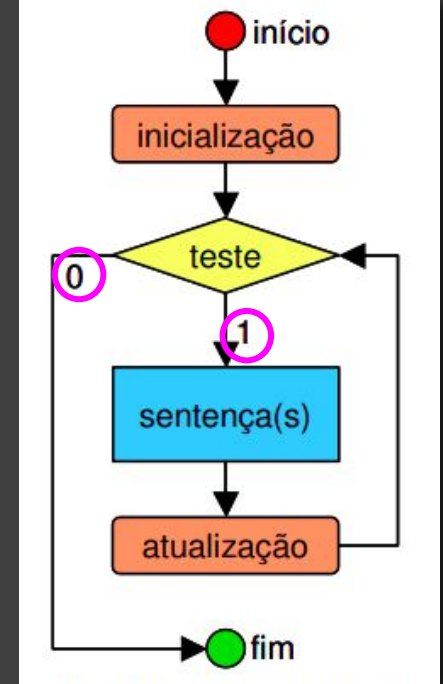 início
inicialização
teste
0
1
sentença(s)
atualização
fim